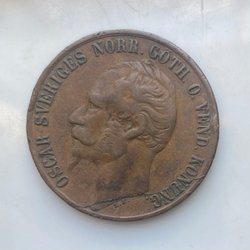 OSCAR SVERIGES NORR. GOTH. O. VEND. KONUNG